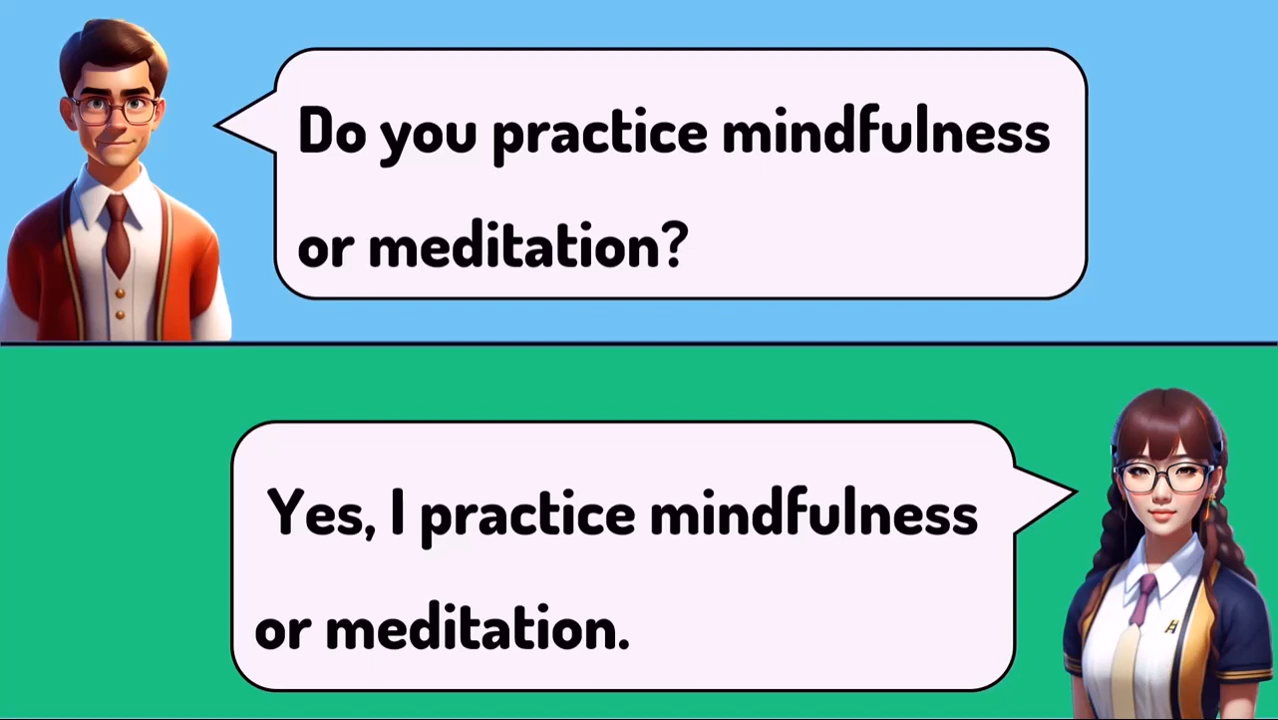 Do you practice mindfulness
or meditation?
Yes, I practice mindfulness
or meditation.